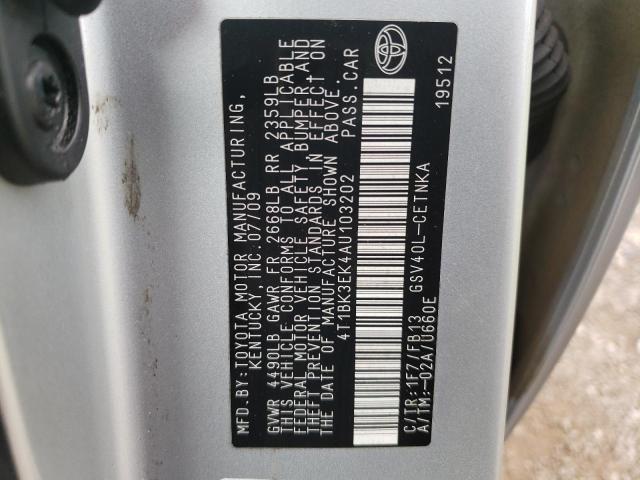 MFD.BY:TOYOTA MOTOR MANUFACTURING,
KENTUCKY, INC. 07/09
GVWR 4490LB GAWR FR 2668LB RR 2359LB
THIS VEHICLE CONFORMS TO ALL APPLICABLE
FEDERAL MOTOR VEHICLE SAFETY, BUMPER, AND
THEFT PREVENTION STANDARDS IN EFFECT ON
THE DATE OF MANUFACTURE SHOWN ABOVE.
4T1BK3EK4AU103202 PASS.CAR
C/TR:1F7/FB13 GSV40L-CETNKA
A/TM:-02A/U660E 19512